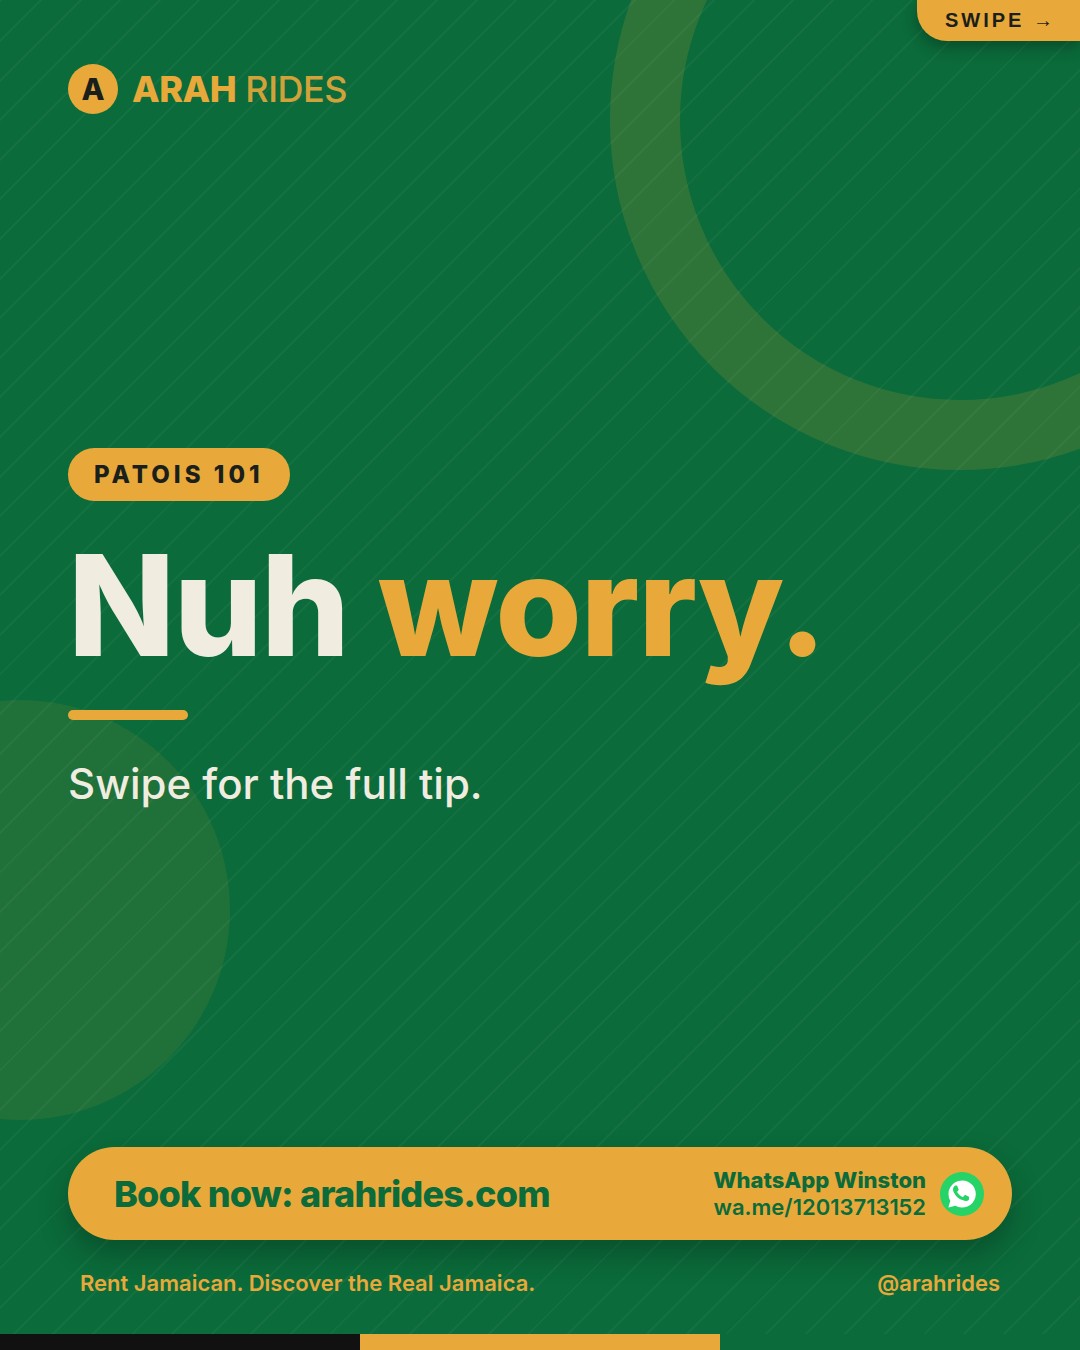 SWIPE →
A ARAH RIDES
PATOIS 101
Nuh worry.
Swipe for the full tip.
Book now: arahrides.com
WhatsApp Winston
wa.me/12013713152
Rent Jamaican. Discover the Real Jamaica.
@arahrides